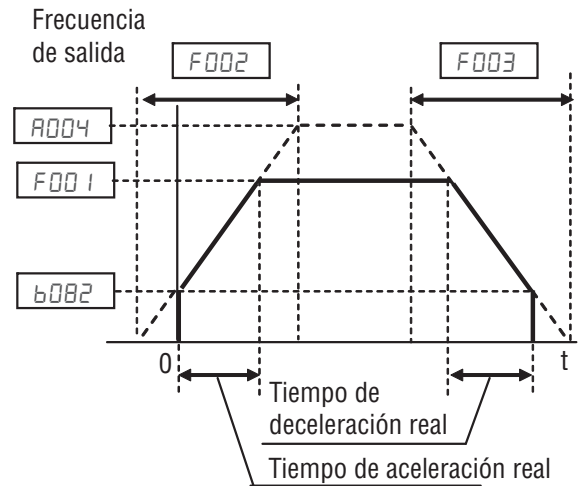 Frecuencia
de salida
F002
F003
A004
F001
b082
0
t
Tiempo de
deceleración real
Tiempo de aceleración real